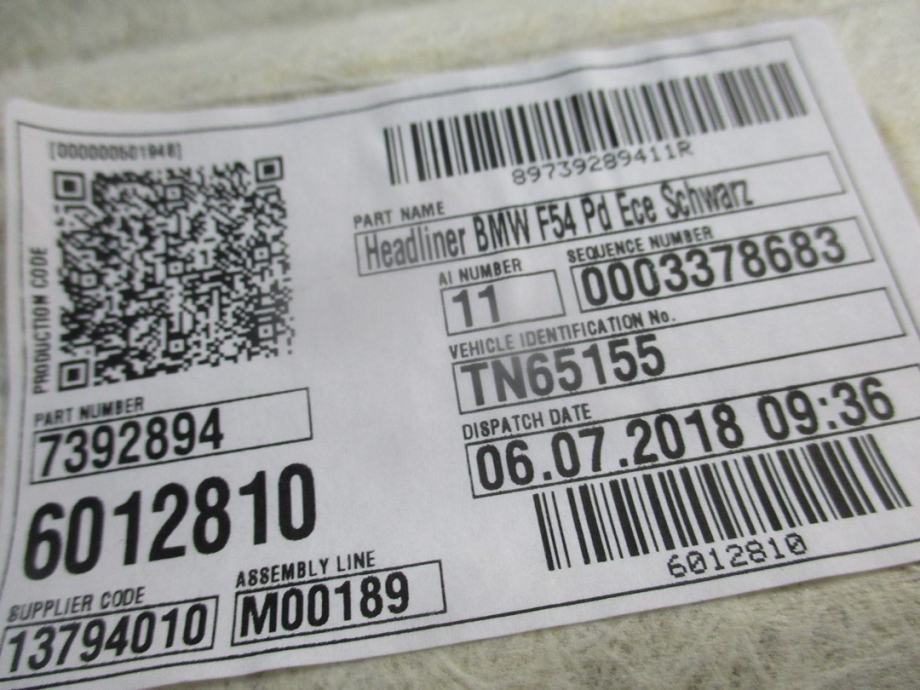 [000000601948]
89739289411R
PART NAME
Headliner BMW F54 Pd Ece Schwarz
AI NUMBER
11
SEQUENCE NUMBER
0003378683
VEHICLE IDENTIFICATION No.
TN65155
DISPATCH DATE
06.07.2018 09:36
6012810
PRODUCTION CODE
PART NUMBER
7392894
6012810
SUPPLIER CODE
13794010
ASSEMBLY LINE
M00189